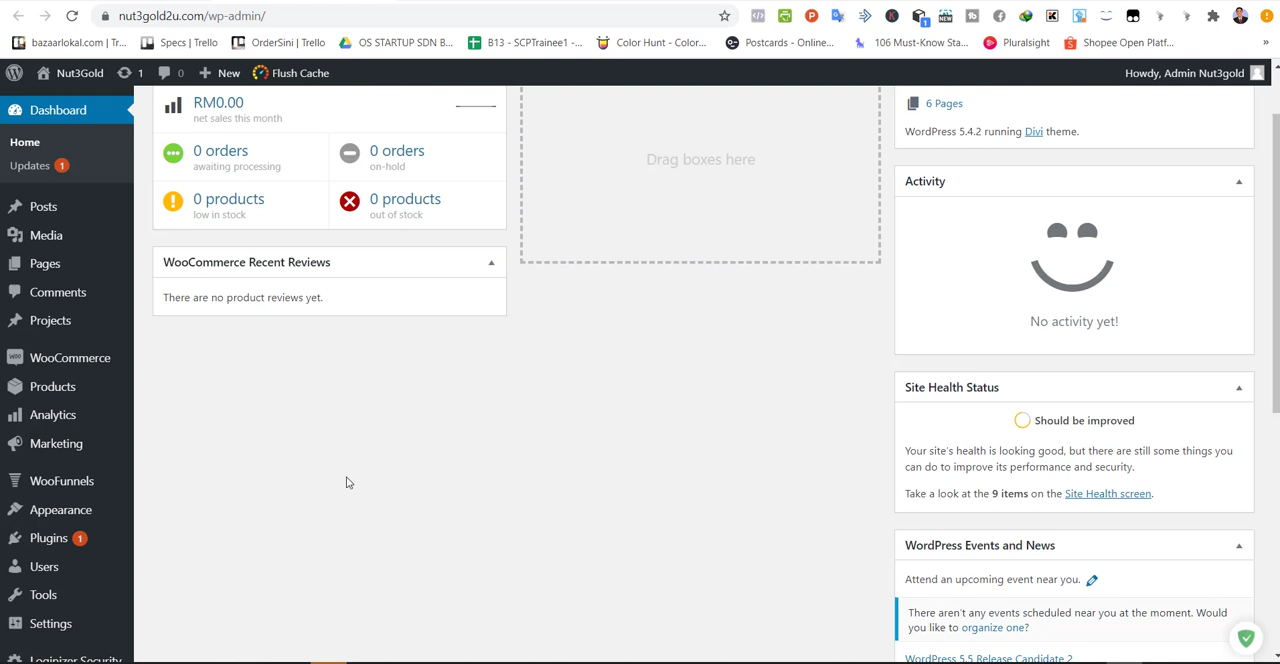 nut3gold2u.com/wp-admin/
bazaarlokal.com | Tr...
Specs | Trello
OrderSini | Trello
OS STARTUP SDN B...
B13 - SCPTrainee1 -...
Color Hunt - Color...
Postcards - Online...
106 Must-Know Sta...
Pluralsight
Shopee Open Platf...
»
Nut3Gold
1
0
New
Flush Cache
Howdy, Admin Nut3gold
Dashboard
Home
Updates 1
Posts
Media
Pages
Comments
Projects
WooCommerce
Products
Analytics
Marketing
WooFunnels
Appearance
Plugins 1
Users
Tools
Settings
Loginizer Security
RM0.00
net sales this month
0 orders
awaiting processing
0 orders
on-hold
0 products
low in stock
0 products
out of stock
WooCommerce Recent Reviews
There are no product reviews yet.
Drag boxes here
6 Pages
WordPress 5.4.2 running Divi theme.
Activity
No activity yet!
Site Health Status
Should be improved
Your site's health is looking good, but there are still some things you
can do to improve its performance and security.
Take a look at the 9 items on the Site Health screen.
WordPress Events and News
Attend an upcoming event near you.
There aren't any events scheduled near you at the moment. Would
you like to organize one?
WordPress 5.5 Release Candidate 2